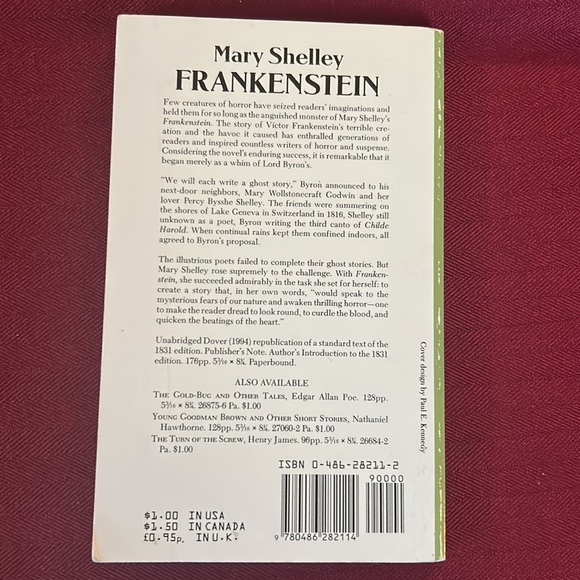 Mary Shelley
FRANKENSTEIN
Few creatures of horror have seized readers' imaginations and
held them for so long as the anguished monster of Mary Shelley's
Frankenstein. The story of Victor Frankenstein's terrible cre-
ation and the havoc it caused has enthralled generations of
readers and inspired countless writers of horror and suspense.
Considering the novel's enduring success, it is remarkable that it
began merely as a whim of Lord Byron's.
"We will each write a ghost story," Byron announced to his
next-door neighbors, Mary Wollstonecraft Godwin and her
lover Percy Bysshe Shelley. The friends were summering on
the shores of Lake Geneva in Switzerland in 1816, Shelley still
unknown as a poet, Byron writing the third canto of Childe
Harold. When continual rains kept them confined indoors, all
agreed to Byron's proposal.
The illustrious poets failed to complete their ghost stories. But
Mary Shelley rose supremely to the challenge. With Franken-
stein, she succeeded admirably in the task she set for herself: to
create a story that, in her own words, "would speak to the
mysterious fears of our nature and awaken thrilling horror—one
to make the reader dread to look round, to curdle the blood, and
quicken the beatings of the heart."
Unabridged Dover (1994) republication of a standard text of the
1831 edition. Publisher's Note. Author's Introduction to the 1831
edition. 176pp. 5³⁄₁₆ × 8¼. Paperbound.
ALSO AVAILABLE
THE GOLD-BUG AND OTHER TALES, Edgar Allan Poe. 128pp.
5³⁄₁₆ × 8¼. 26875-6 Pa. $1.00
YOUNG GOODMAN BROWN AND OTHER SHORT STORIES, Nathaniel
Hawthorne. 128pp. 5³⁄₁₆ × 8¼. 27060-2 Pa. $1.00
THE TURN OF THE SCREW, Henry James. 96pp. 5³⁄₁₆ × 8¼. 26684-2
Pa. $1.00
Cover design by Paul E. Kennedy
ISBN 0-486-28211-2
90000
9 780486 282114
$1.00 IN USA
$1.50 IN CANADA
£0.95p. IN U.K.